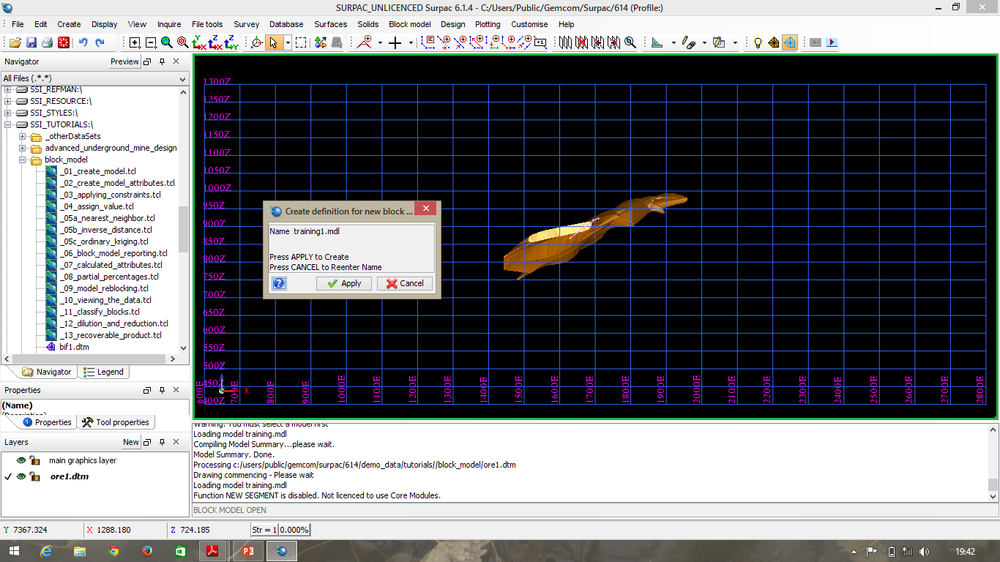 SURPAC_UNLICENCED Surpac 6.1.4 - C:/Users/Public/Gemcom/Surpac/614 (Profile:)
File Edit Create Display View Inquire File tools Survey Database Surfaces Solids Block model Design Plotting Customise Help
Navigator Preview
All Files (.*.*)
SSI_REFMAN:\
SSI_RESOURCE:\
SSI_STYLES:\
SSI_TUTORIALS:\
_otherDataSets
advanced_underground_mine_design
block_model
_01_create_model.tcl
_02_create_model_attributes.tcl
_03_applying_constraints.tcl
_04_assign_value.tcl
_05a_nearest_neighbor.tcl
_05b_inverse_distance.tcl
_05c_ordinary_kriging.tcl
_06_block_model_reporting.tcl
_07_calculated_attributes.tcl
_08_partial_percentages.tcl
_09_model_reblocking.tcl
_10_viewing_the_data.tcl
_11_classify_blocks.tcl
_12_dilution_and_reduction.tcl
_13_recoverable_product.tcl
bif1.dtm
Navigator Legend
Properties
(Name)
(Description)
Properties Tool properties
Layers New
main graphics layer
ore1.dtm
1300Z
1250Z
1200Z
1150Z
1100Z
1050Z
1000Z
950Z
900Z
850Z
800Z
750Z
700Z
650Z
600Z
550Z
500Z
450Z
400Z
600E 700E 800E 900E 1000E 1100E 1200E 1300E 1400E 1500E 1600E 1700E 1800E 1900E 2000E 2100E 2200E 2300E 2400E 2500E 2600E 2700E 2800E
X
Create definition for new block ...
Name training1.mdl
Press APPLY to Create
Press CANCEL to Reenter Name
Apply Cancel
Warning: You must select a model first
Loading model training.mdl
Compiling Model Summary...please wait.
Model Summary. Done.
Processing c:/users/public/gemcom/surpac/614/demo_data/tutorials//block_model/ore1.dtm
Drawing commencing - Please wait
Loading model training.mdl
Function NEW SEGMENT is disabled. Not licenced to use Core Modules.
BLOCK MODEL OPEN
Y 7367.324 X 1288.180 Z 724.185 Str = 1 0.000%
19:42